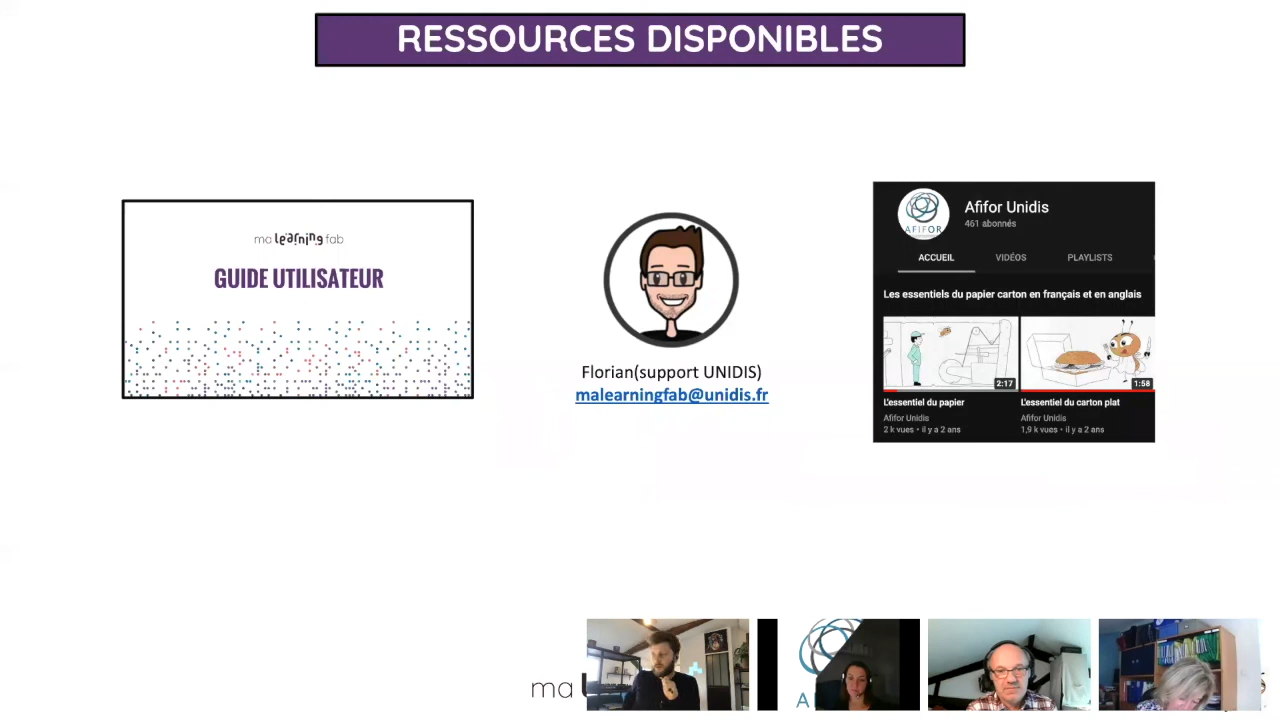 RESSOURCES DISPONIBLES
ma learning fab
GUIDE UTILISATEUR
Florian(support UNIDIS)
malearningfab@unidis.fr
AFIFOR
Afifor Unidis
461 abonnés
ACCUEIL VIDÉOS PLAYLISTS
Les essentiels du papier carton en français et en anglais
2:17 1:58
L'essentiel du papier L'essentiel du carton plat
Afifor Unidis Afifor Unidis
2 k vues • il y a 2 ans 1,9 k vues • il y a 2 ans
ma